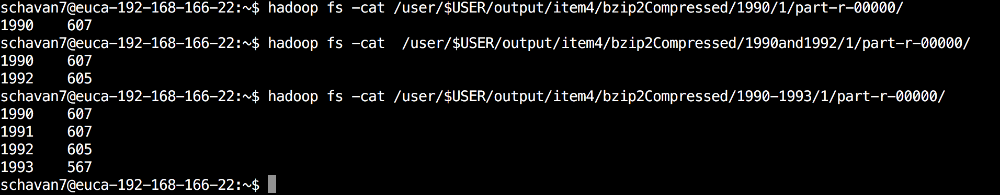 schavan7@euca-192-168-166-22:~$ hadoop fs -cat /user/$USER/output/item4/bzip2Compressed/1990/1/part-r-00000/
1990    607
schavan7@euca-192-168-166-22:~$ hadoop fs -cat  /user/$USER/output/item4/bzip2Compressed/1990and1992/1/part-r-00000/
1990    607
1992    605
schavan7@euca-192-168-166-22:~$ hadoop fs -cat /user/$USER/output/item4/bzip2Compressed/1990-1993/1/part-r-00000/
1990    607
1991    607
1992    605
1993    567
schavan7@euca-192-168-166-22:~$